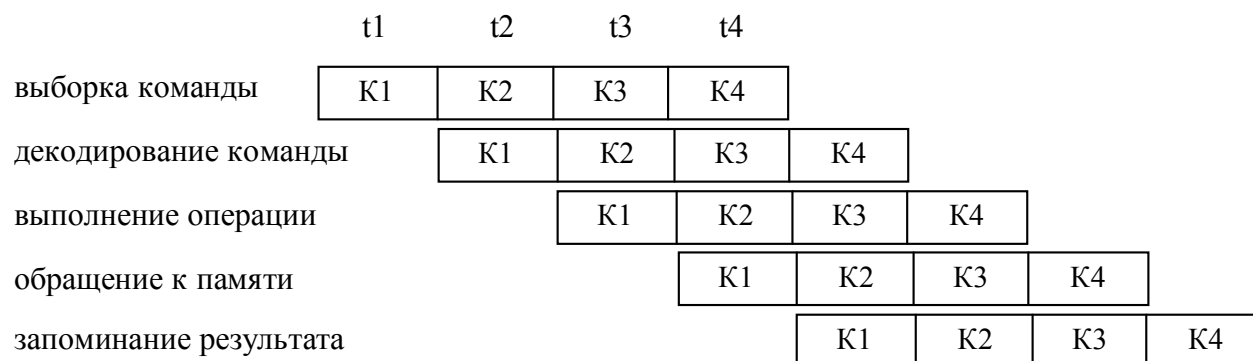 t1 t2 t3 t4
выборка команды К1 К2 К3 К4
декодирование команды К1 К2 К3 К4
выполнение операции К1 К2 К3 К4
обращение к памяти К1 К2 К3 К4
запоминание результата К1 К2 К3 К4